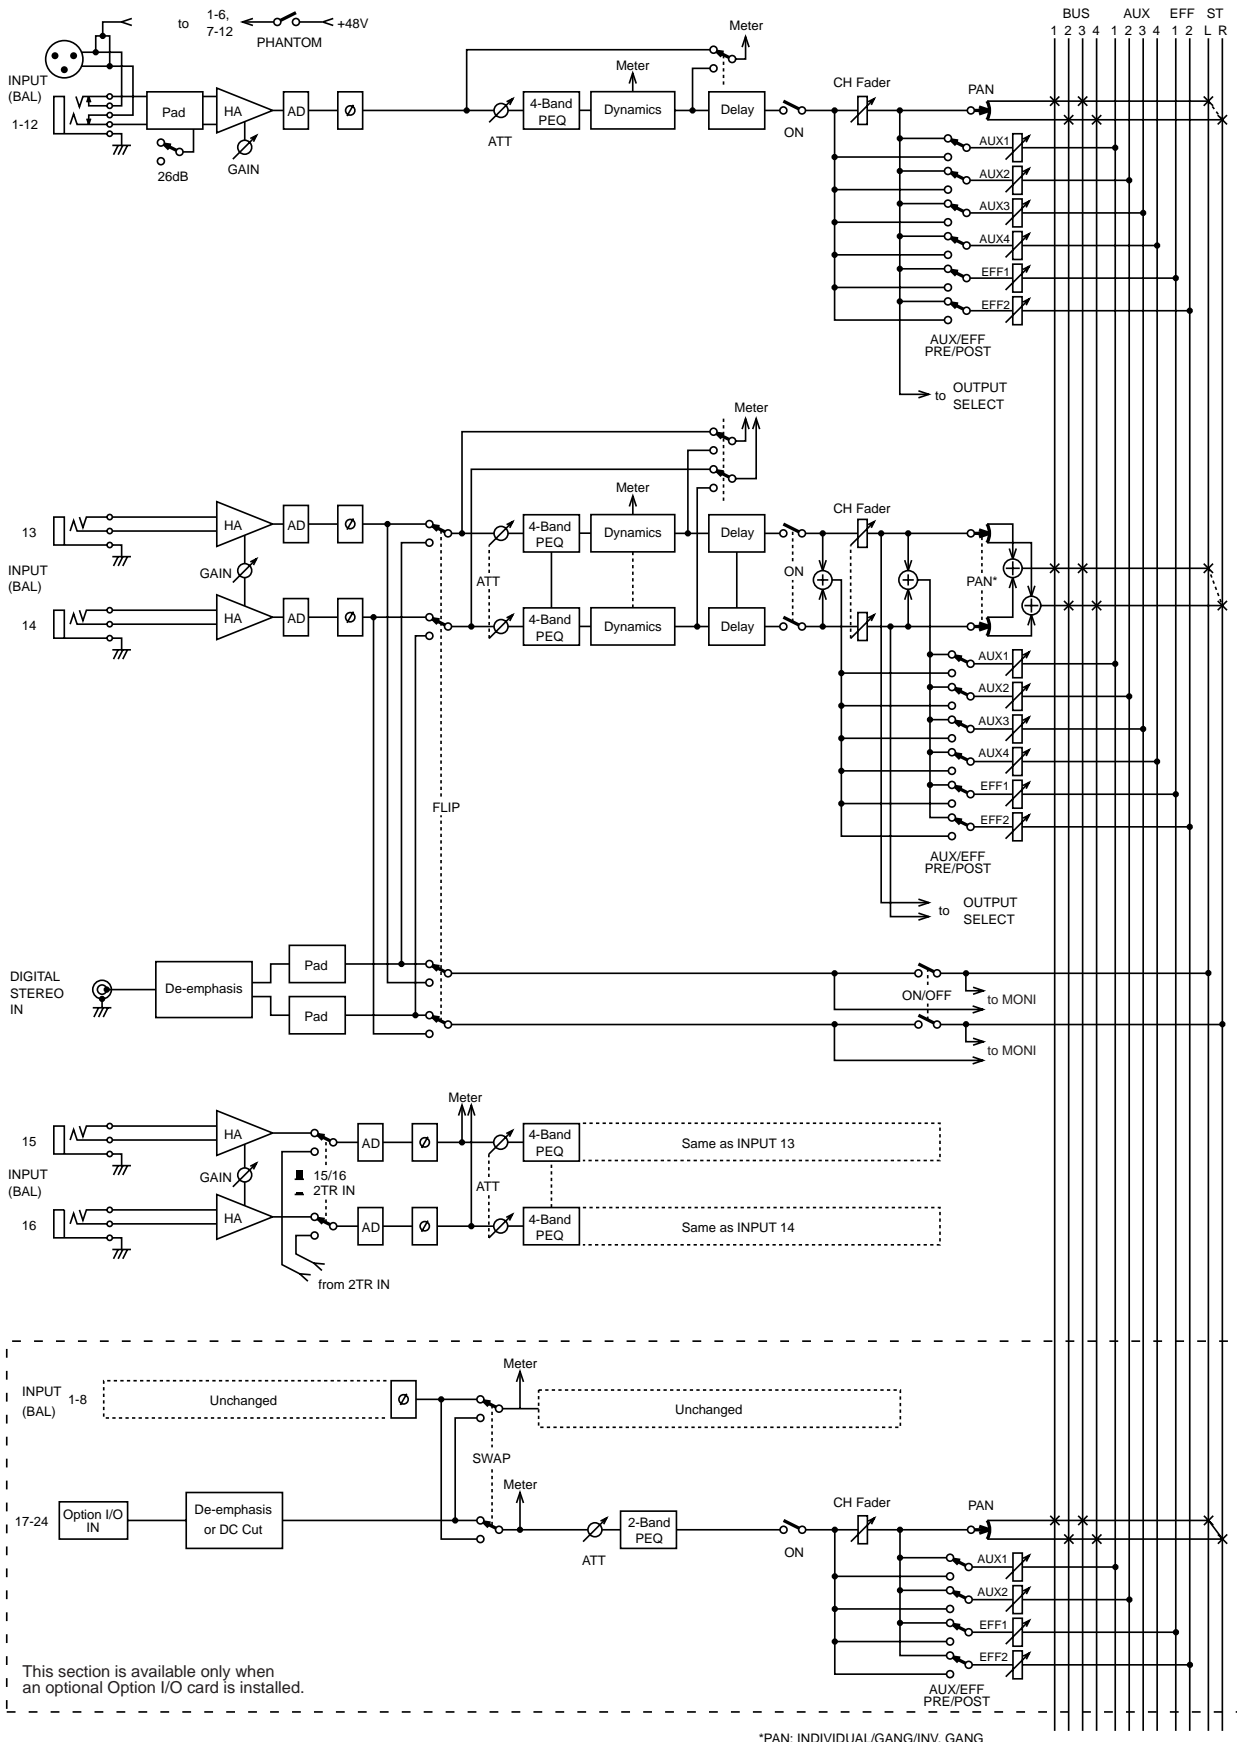 BUS AUX EFF ST
1 2 3 4 1 2 3 4 1 2 L R
to 1-6, 7-12
+48V
PHANTOM
INPUT
(BAL)
1-12
Pad
26dB
HA
GAIN
AD
Ø
ATT
4-Band
PEQ
Meter
Dynamics
Meter
Delay
ON
CH Fader
PAN
AUX1
AUX2
AUX3
AUX4
EFF1
EFF2
AUX/EFF
PRE/POST
to OUTPUT
SELECT
Meter
13
INPUT
(BAL)
14
HA
GAIN
HA
AD
AD
Ø
Ø
ATT
4-Band
PEQ
4-Band
PEQ
Meter
Dynamics
Dynamics
Delay
Delay
ON
CH Fader
PAN*
AUX1
AUX2
AUX3
AUX4
EFF1
EFF2
AUX/EFF
PRE/POST
to OUTPUT
SELECT
FLIP
DIGITAL
STEREO
IN
De-emphasis
Pad
Pad
ON/OFF
to MONI
to MONI
15
INPUT
(BAL)
16
HA
GAIN
HA
15/16
2TR IN
from 2TR IN
AD
AD
Ø
Ø
Meter
ATT
4-Band
PEQ
4-Band
PEQ
Same as INPUT 13
Same as INPUT 14
INPUT 1-8
(BAL)
Unchanged
Ø
Meter
Unchanged
SWAP
17-24
Option I/O
IN
De-emphasis
or DC Cut
Meter
ATT
2-Band
PEQ
ON
CH Fader
PAN
AUX1
AUX2
EFF1
EFF2
AUX/EFF
PRE/POST
This section is available only when
an optional Option I/O card is installed.
*PAN: INDIVIDUAL/GANG/INV. GANG